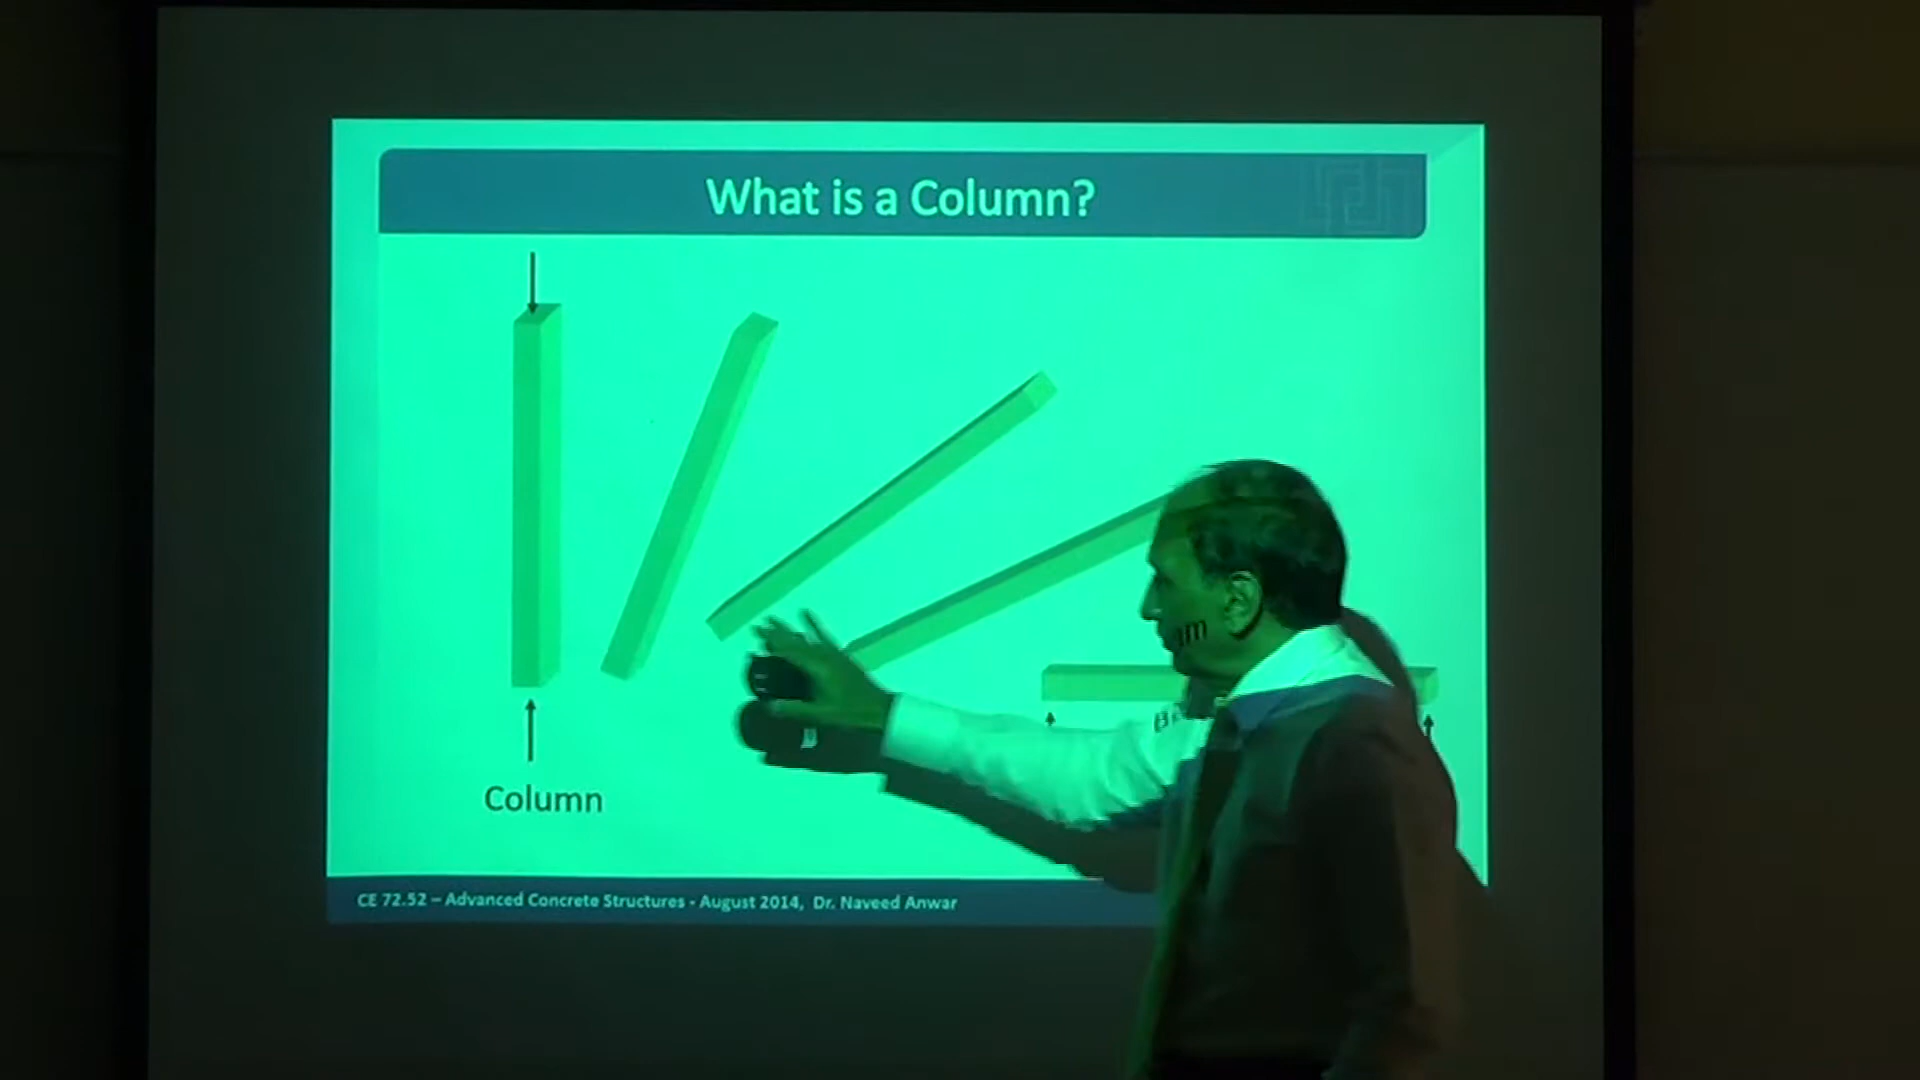 What is a Column?
Column
CE 72.52 – Advanced Concrete Structures - August 2014, Dr. Naveed Anwar